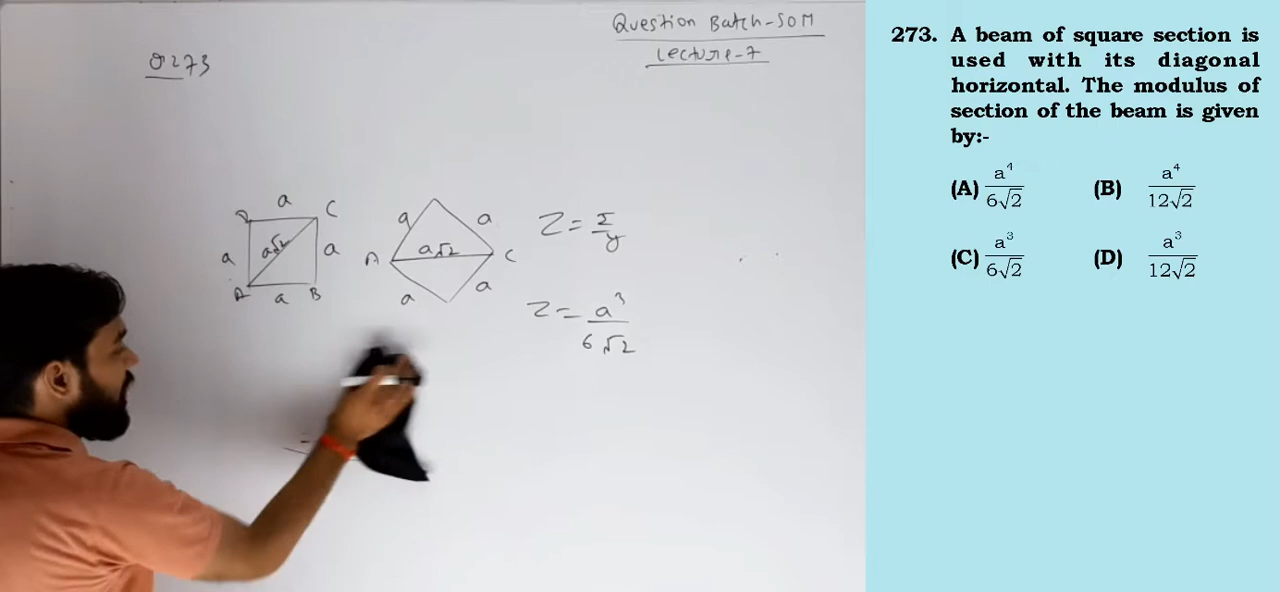 Question Batch-SOM
Lecture-7
Q273
a
D
C
a
a√2
a
A
a
B
a
a
A
a√2
C
a
a
Z = I/y
Z = a³/6√2
273. A beam of square section is
used with its diagonal
horizontal. The modulus of
section of the beam is given
by:-
(A) a⁴/6√2 (B) a⁴/12√2
(C) a³/6√2 (D) a³/12√2